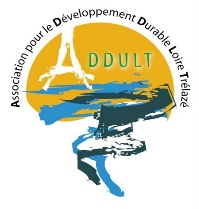 Association pour le Développement Durable Loire Trélazé
ADDULT